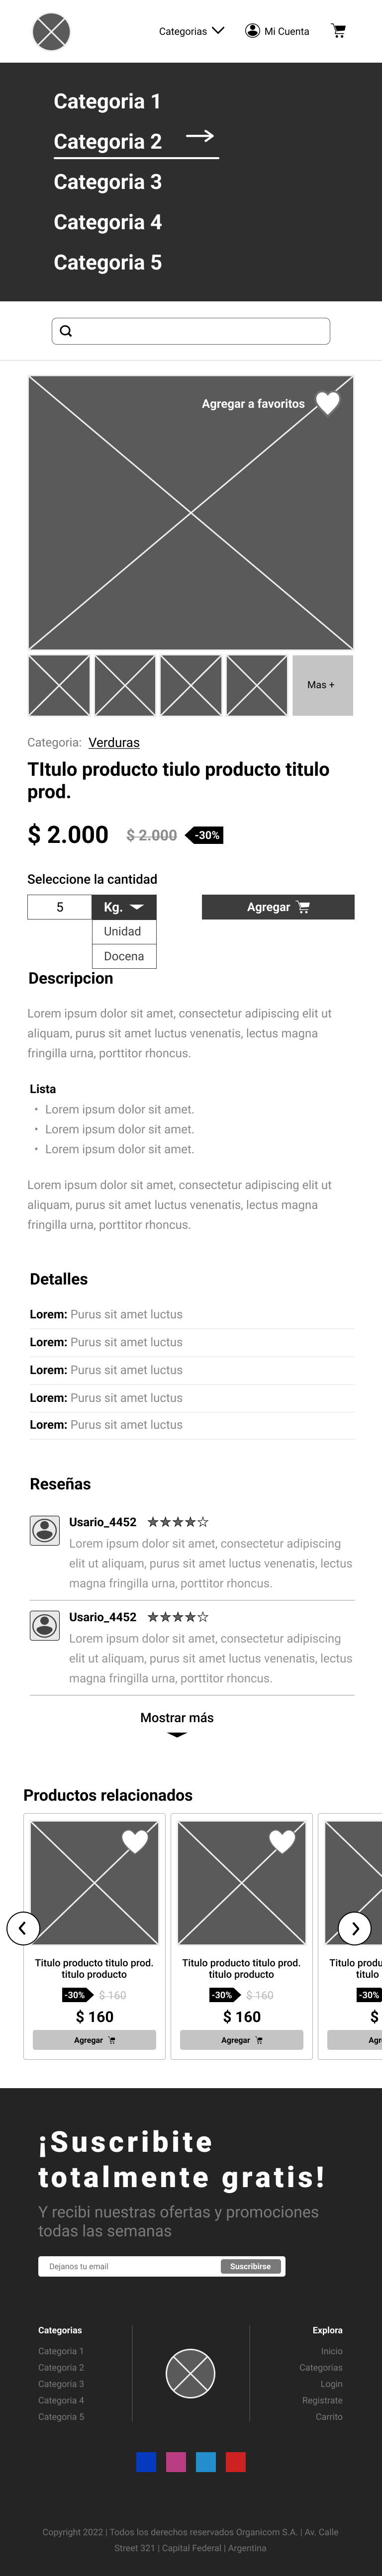 Categorias
Mi Cuenta
Categoria 1
Categoria 2
Categoria 3
Categoria 4
Categoria 5
Agregar a favoritos
Mas +
Categoria: Verduras
TItulo producto tiulo producto titulo
prod.
$ 2.000 $ 2.000 -30%
Seleccione la cantidad
5 Kg. Agregar
Unidad
Docena
Descripcion
Lorem ipsum dolor sit amet, consectetur adipiscing elit ut
aliquam, purus sit amet luctus venenatis, lectus magna
fringilla urna, porttitor rhoncus.
Lista
• Lorem ipsum dolor sit amet.
• Lorem ipsum dolor sit amet.
• Lorem ipsum dolor sit amet.
Lorem ipsum dolor sit amet, consectetur adipiscing elit ut
aliquam, purus sit amet luctus venenatis, lectus magna
fringilla urna, porttitor rhoncus.
Detalles
Lorem: Purus sit amet luctus
Lorem: Purus sit amet luctus
Lorem: Purus sit amet luctus
Lorem: Purus sit amet luctus
Lorem: Purus sit amet luctus
Reseñas
Usario_4452
Lorem ipsum dolor sit amet, consectetur adipiscing
elit ut aliquam, purus sit amet luctus venenatis, lectus
magna fringilla urna, porttitor rhoncus.
Usario_4452
Lorem ipsum dolor sit amet, consectetur adipiscing
elit ut aliquam, purus sit amet luctus venenatis, lectus
magna fringilla urna, porttitor rhoncus.
Mostrar más
Productos relacionados
Titulo producto titulo prod.
titulo producto
-30% $ 160
$ 160
Agregar
Titulo producto titulo prod.
titulo producto
-30% $ 160
$ 160
Agregar
Titulo produ
titulo
-30%
$
Agr
¡Suscribite
totalmente gratis!
Y recibi nuestras ofertas y promociones
todas las semanas
Dejanos tu email
Suscribirse
Categorias
Categoria 1
Categoria 2
Categoria 3
Categoria 4
Categoria 5
Explora
Inicio
Categorias
Login
Registrate
Carrito
Copyright 2022 | Todos los derechos reservados Organicom S.A. | Av. Calle
Street 321 | Capital Federal | Argentina